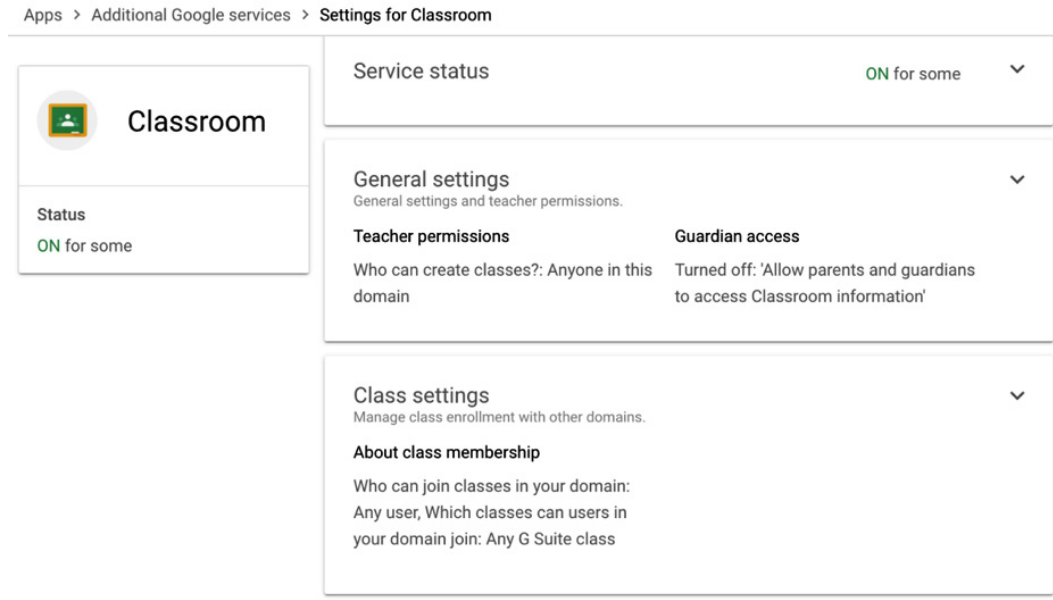 Apps > Additional Google services > Settings for Classroom
Classroom
Status
ON for some
Service status
ON for some
General settings
General settings and teacher permissions.
Teacher permissions
Who can create classes?: Anyone in this
domain
Guardian access
Turned off: 'Allow parents and guardians
to access Classroom information'
Class settings
Manage class enrollment with other domains.
About class membership
Who can join classes in your domain:
Any user, Which classes can users in
your domain join: Any G Suite class